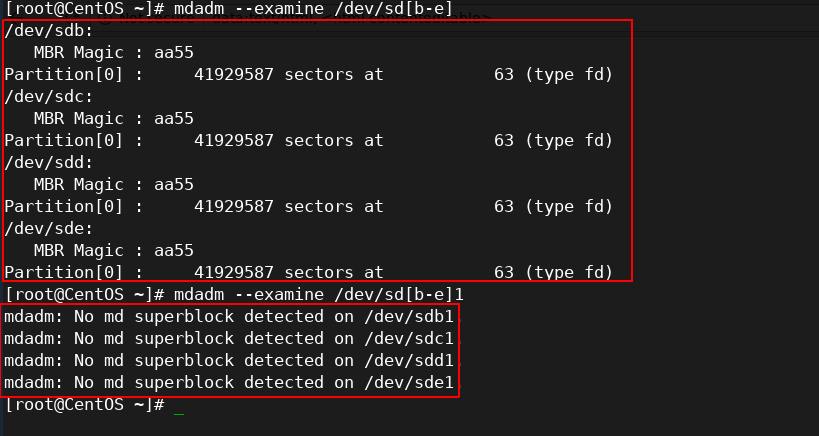 [root@CentOS ~]# mdadm --examine /dev/sd[b-e]
/dev/sdb:
   MBR Magic : aa55
Partition[0] :     41929587 sectors at           63 (type fd)
/dev/sdc:
   MBR Magic : aa55
Partition[0] :     41929587 sectors at           63 (type fd)
/dev/sdd:
   MBR Magic : aa55
Partition[0] :     41929587 sectors at           63 (type fd)
/dev/sde:
   MBR Magic : aa55
Partition[0] :     41929587 sectors at           63 (type fd)
[root@CentOS ~]# mdadm --examine /dev/sd[b-e]1
mdadm: No md superblock detected on /dev/sdb1
mdadm: No md superblock detected on /dev/sdc1
mdadm: No md superblock detected on /dev/sdd1
mdadm: No md superblock detected on /dev/sde1
[root@CentOS ~]# _